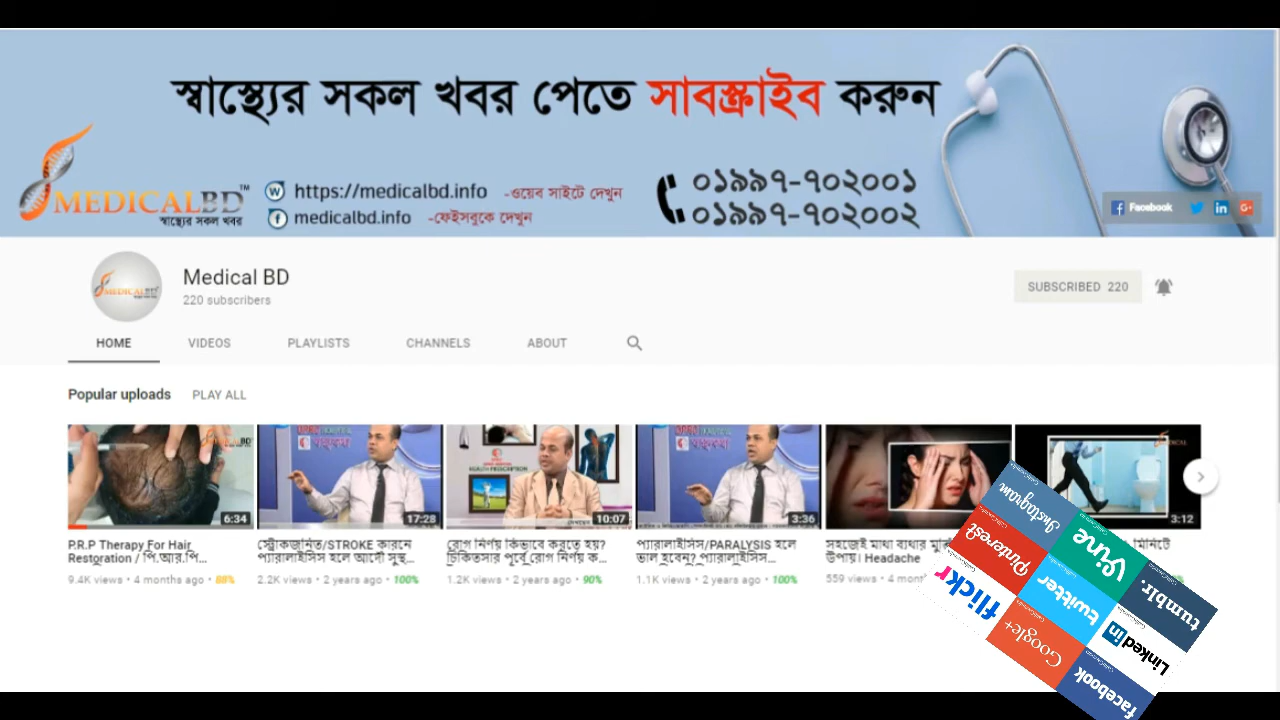 স্বাস্থ্যের সকল খবর পেতে সাবস্ক্রাইব করুন
MEDICALBD™
স্বাস্থ্যের সকল খবর
https://medicalbd.info -ওয়েব সাইটে দেখুন
medicalbd.info -ফেইসবুকে দেখুন
০১৯৯৭-৭০২০০১
০১৯৯৭-৭০২০০২
Facebook
Medical BD
220 subscribers
SUBSCRIBED 220
HOME VIDEOS PLAYLISTS CHANNELS ABOUT
Popular uploads PLAY ALL
6:34 17:28 10:07 3:36 3:12
HEALTH PRESCRIPTION
P.R.P Therapy For Hair
Restoration / পি.আর.পি...
9.4K views • 4 months ago • 88%
স্ট্রোকজনিত/STROKE কারনে
প্যারালাইসিস হলে আদৌ সুস্থ...
2.2K views • 2 years ago • 100%
রোগ নির্ণয় কিভাবে করতে হয়?
চিকিত্সার পূর্বে রোগ নির্ণয় ক...
1.2K views • 2 years ago • 90%
প্যারালাইসিস/PARALYSIS হলে
ভাল হবেন? প্যারালাইসিস...
1.1K views • 2 years ago • 100%
সহজেই মাথা ব্যথার
উপায়। Headache
559 views • 4
মিনিটে
Instagram
Vine
tumblr.
Pinterest
twitter
Linked in
flickr
Google+
facebook